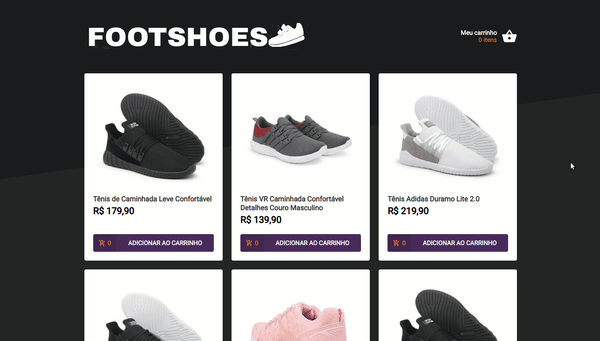 FOOTSHOES
Meu carrinho
0 itens
Tênis de Caminhada Leve Confortável
R$ 179,90
0 ADICIONAR AO CARRINHO
Tênis VR Caminhada Confortável
Detalhes Couro Masculino
R$ 139,90
0 ADICIONAR AO CARRINHO
Tênis Adidas Duramo Lite 2.0
R$ 219,90
0 ADICIONAR AO CARRINHO